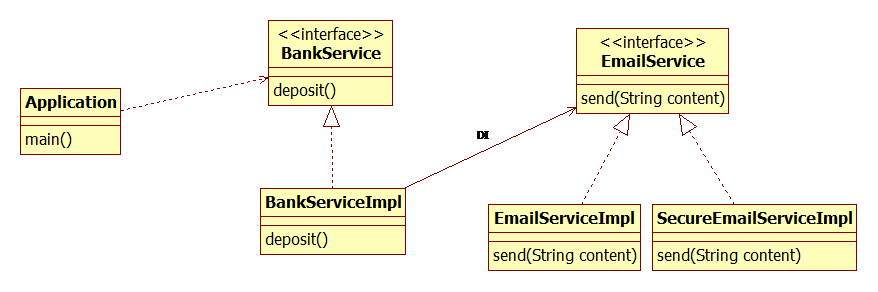 <<interface>>
BankService
deposit()
<<interface>>
EmailService
send(String content)
Application
main()
DI
BankServiceImpl
deposit()
EmailServiceImpl
send(String content)
SecureEmailServiceImpl
send(String content)